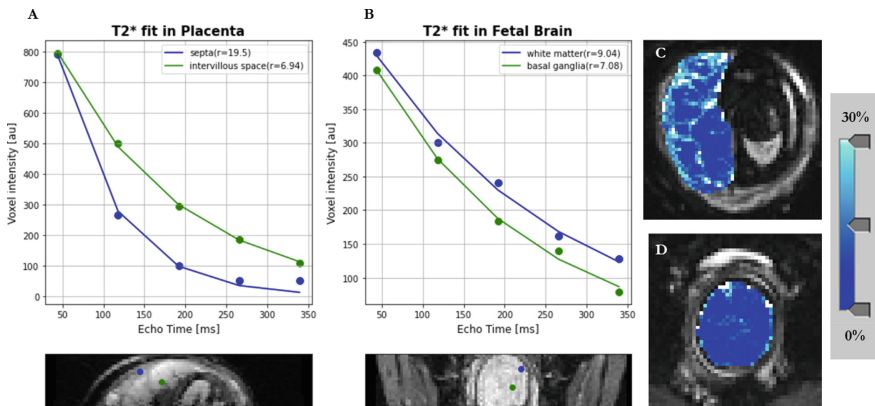 A
T2* fit in Placenta
septa(r=19.5)
intervillous space(r=6.94)
800
700
600
500
400
300
200
100
0
Voxel intensity [au]
50
100
150
200
250
300
350
Echo Time [ms]
B
T2* fit in Fetal Brain
white matter(r=9.04)
basal ganglia(r=7.08)
450
400
350
300
250
200
150
100
Voxel intensity [au]
50
100
150
200
250
300
350
Echo Time [ms]
C
D
30%
0%